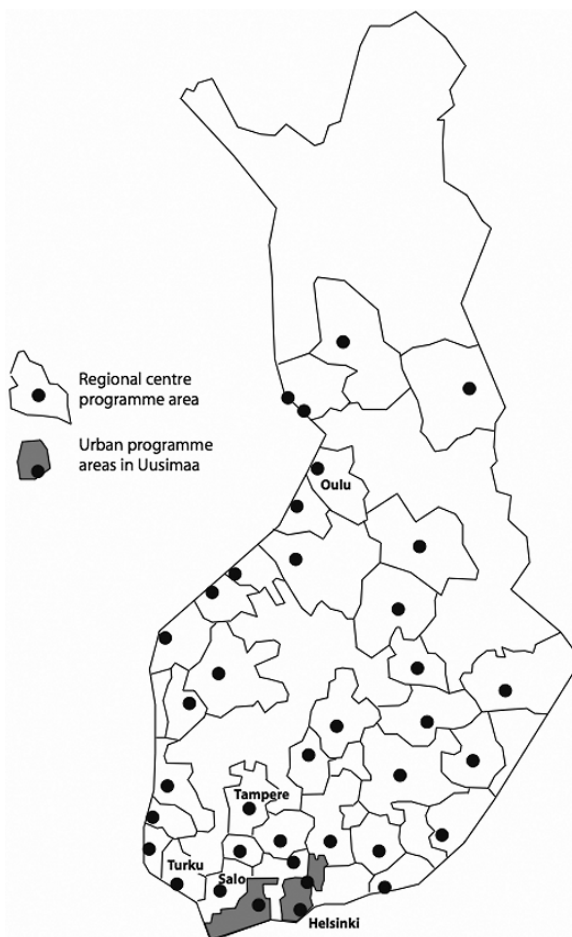 Regional centre
programme area
Urban programme
areas in Uusimaa
Oulu
Tampere
Turku
Salo
Helsinki